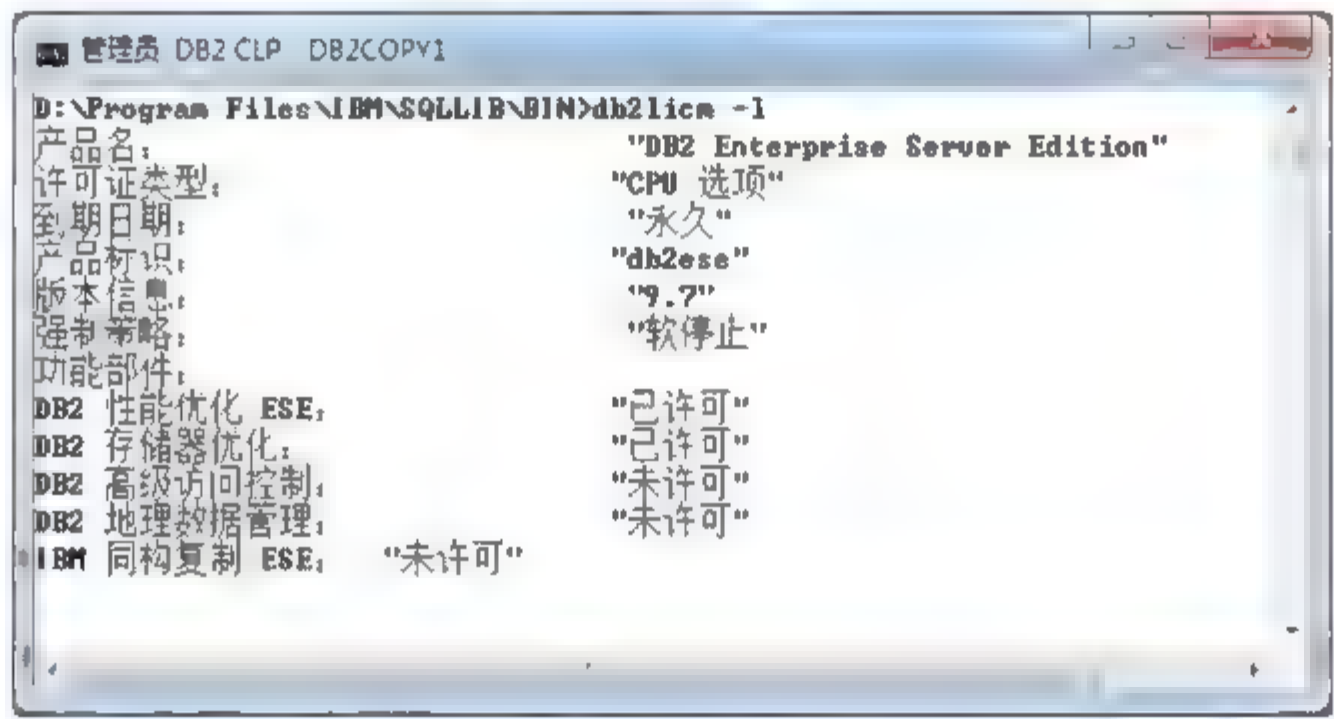 管理员 DB2 CLP DB2COPY1
D:\Program Files\IBM\SQLLIB\BIN>db2licm -l
产品名： "DB2 Enterprise Server Edition"
许可证类型： "CPU 选项"
到期日期： "永久"
产品标识： "db2ese"
版本信息： "9.7"
强制策略： "软停止"
功能部件：
DB2 性能优化 ESE： "已许可"
DB2 存储器优化： "已许可"
DB2 高级访问控制： "未许可"
DB2 地理数据管理： "未许可"
IBM 同构复制 ESE： "未许可"